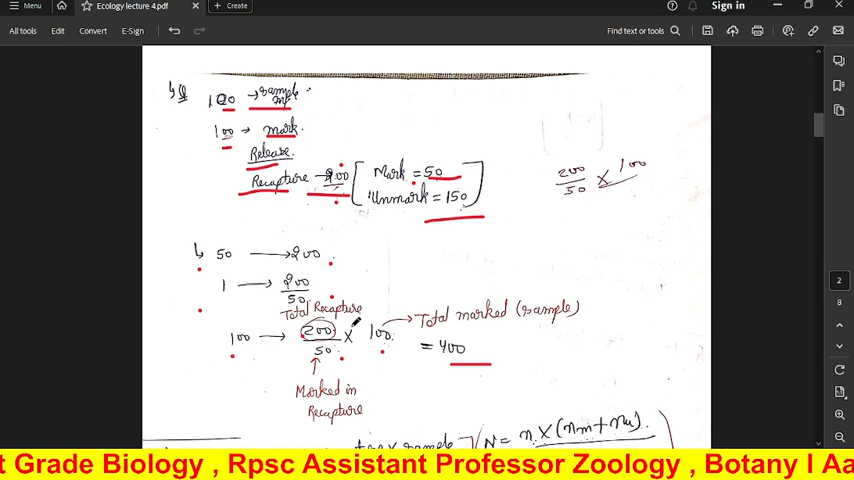 Menu
Ecology lecture 4.pdf
Create
Sign in
All tools
Edit
Convert
E-Sign
Find text or tools
100 → sample
100 → mark
Release
Recapture → 200
Mark = 50
Unmark = 150
200
50
× 100
50 → 200
1 → 200
50
Total Recapture
100 → 200 × 100 → Total marked (sample)
50
= 400
Marked in
Recapture
N = n × (nm + nu)
2
8
t Grade Biology , Rpsc Assistant Professor Zoology , Botany I Aa